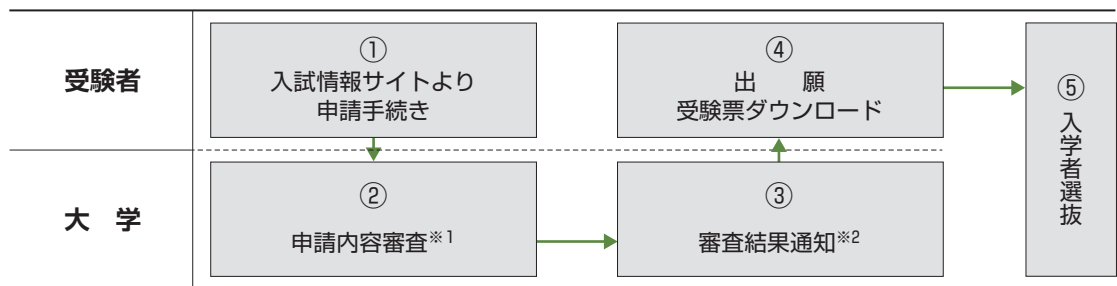 受験者
①
入試情報サイトより
申請手続き
④
出　願
受験票ダウンロード
⑤入学者選抜
大　学
②
申請内容審査※1
③
審査結果通知※2